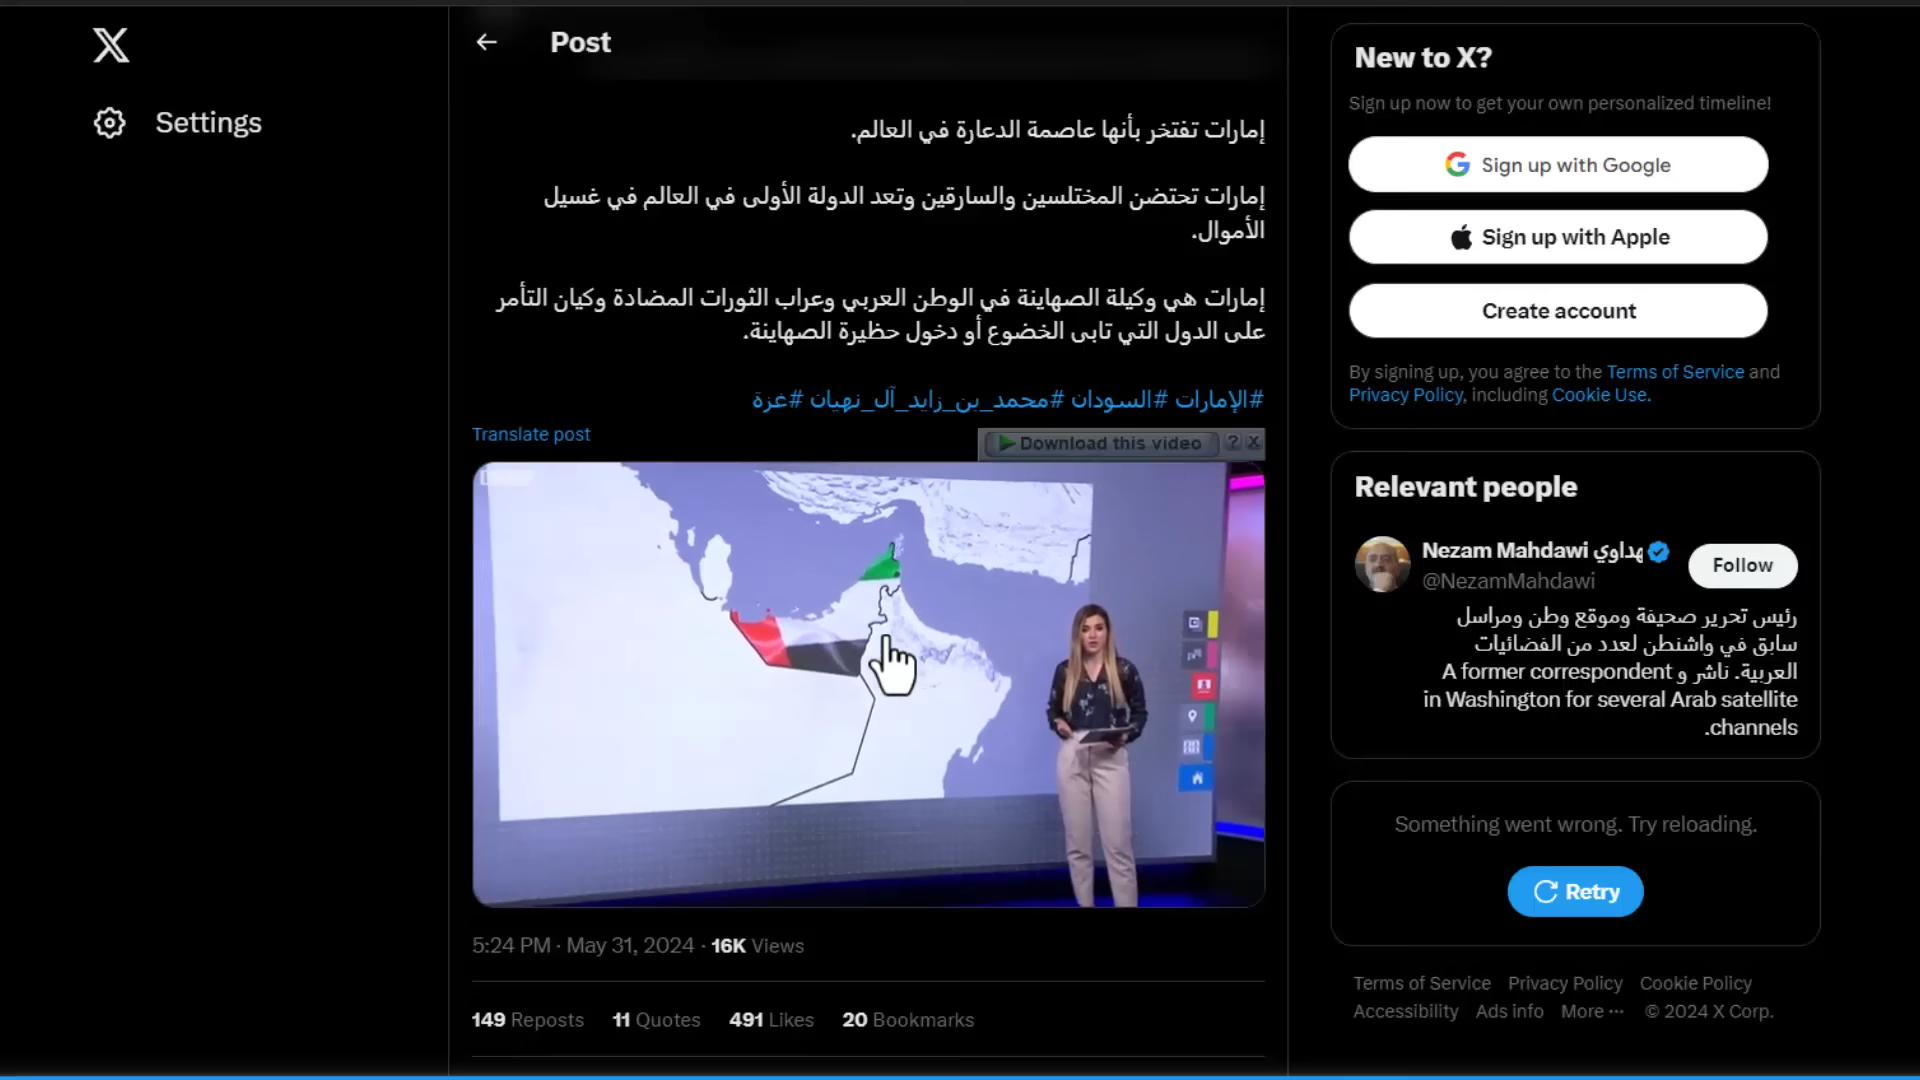 Settings
Post
إمارات تفتخر بأنها عاصمة الدعارة في العالم.
إمارات تحتضن المختلسين والسارقين وتعد الدولة الأولى في العالم في غسيل
الأموال.
إمارات هي وكيلة الصهاينة في الوطن العربي وعراب الثورات المضادة وكيان التأمر
على الدول التي تابى الخضوع أو دخول حظيرة الصهاينة.
#الإمارات #السودان #محمد_بن_زايد_آل_نهيان #غزة
Translate post
Download this video ? X
5:24 PM · May 31, 2024 · 16K Views
149 Reposts 11 Quotes 491 Likes 20 Bookmarks
New to X?
Sign up now to get your own personalized timeline!
Sign up with Google
Sign up with Apple
Create account
By signing up, you agree to the Terms of Service and
Privacy Policy, including Cookie Use.
Relevant people
Nezam Mahdawi هداوي
@NezamMahdawi
Follow
رئيس تحرير صحيفة وموقع وطن ومراسل
سابق في واشنطن لعدد من الفضائيات
العربية. ناشر و A former correspondent
in Washington for several Arab satellite
channels.
Something went wrong. Try reloading.
Retry
Terms of Service Privacy Policy Cookie Policy
Accessibility Ads info More ··· © 2024 X Corp.